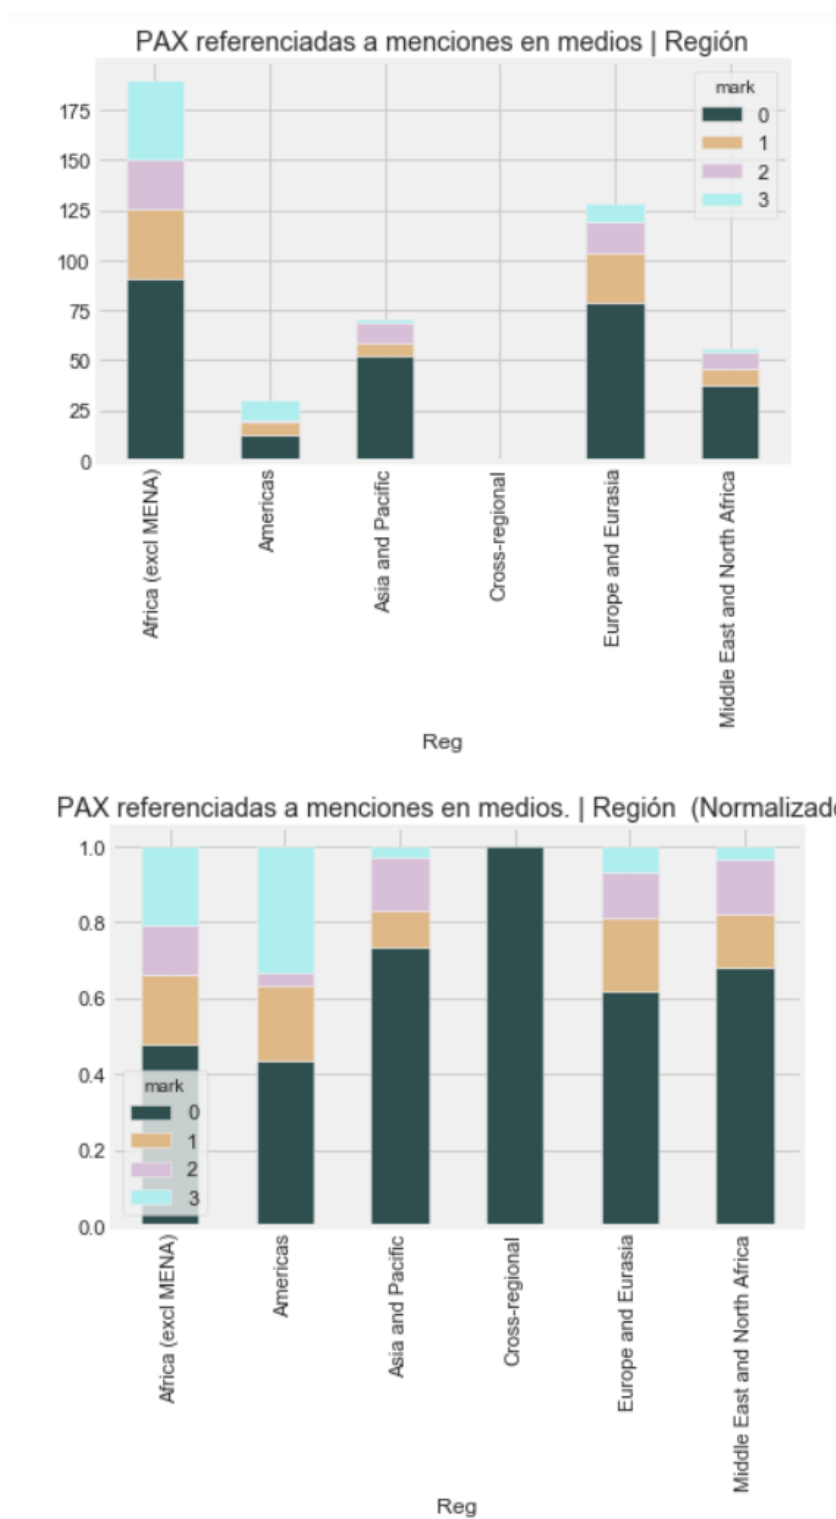 PAX referenciadas a menciones en medios | Región
mark
0
1
2
3
175
150
125
100
75
50
25
0
Africa (excl MENA)
Americas
Asia and Pacific
Cross-regional
Europe and Eurasia
Middle East and North Africa
Reg
PAX referenciadas a menciones en medios. | Región (Normalizado
1.0
0.8
0.6
0.4
0.2
0.0
mark
0
1
2
3
Africa (excl MENA)
Americas
Asia and Pacific
Cross-regional
Europe and Eurasia
Middle East and North Africa
Reg